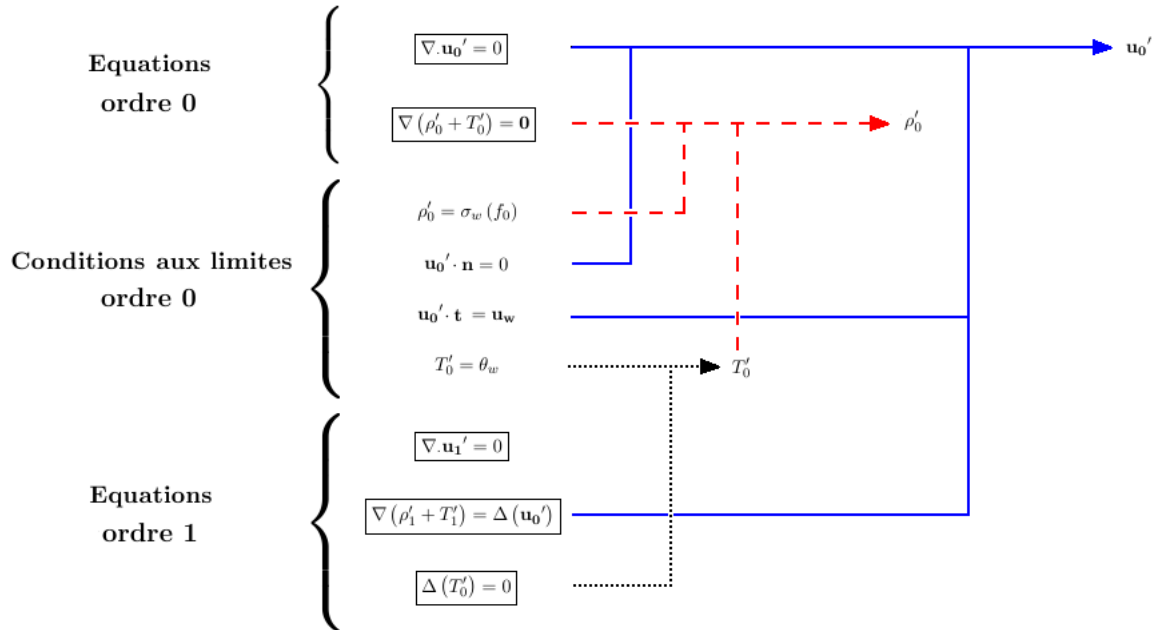 Equations
ordre 0
∇.u₀′ = 0
u₀′
∇(ρ′₀ + T′₀) = 0
ρ′₀
Conditions aux limites
ordre 0
ρ′₀ = σ_w (f₀)
u₀′ · n = 0
u₀′ · t = u_w
T′₀ = θ_w
T′₀
Equations
ordre 1
∇.u₁′ = 0
∇(ρ′₁ + T′₁) = Δ(u₀′)
Δ(T′₀) = 0